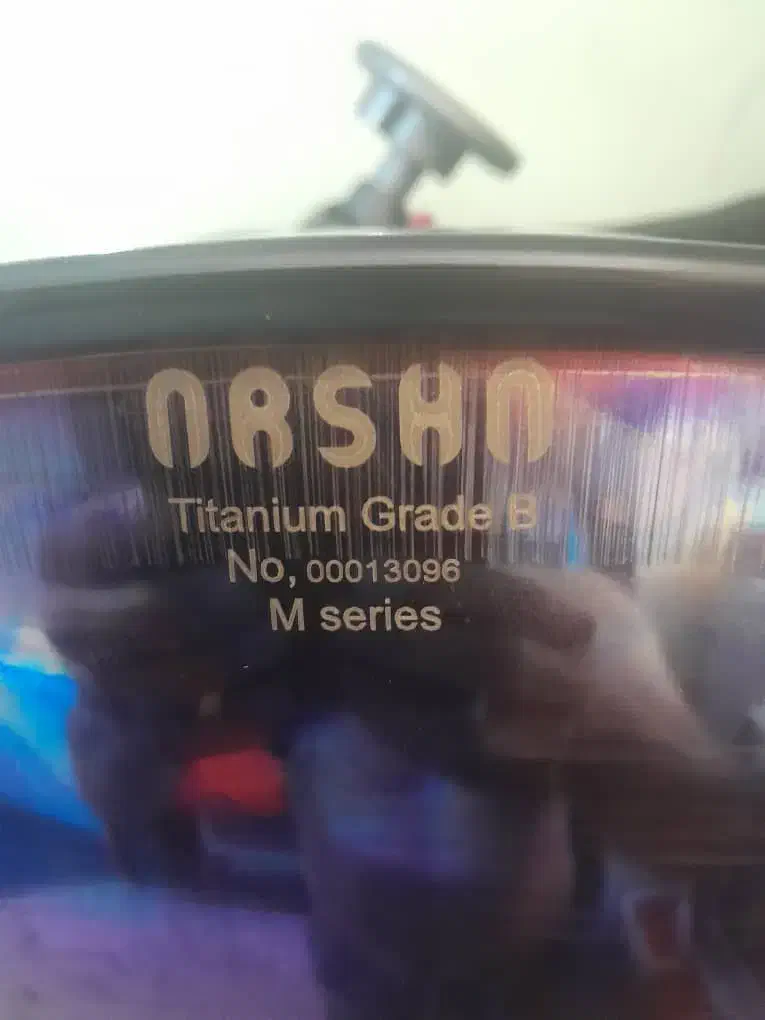 ARSHA
Titanium Grade B
No, 00013096
M series